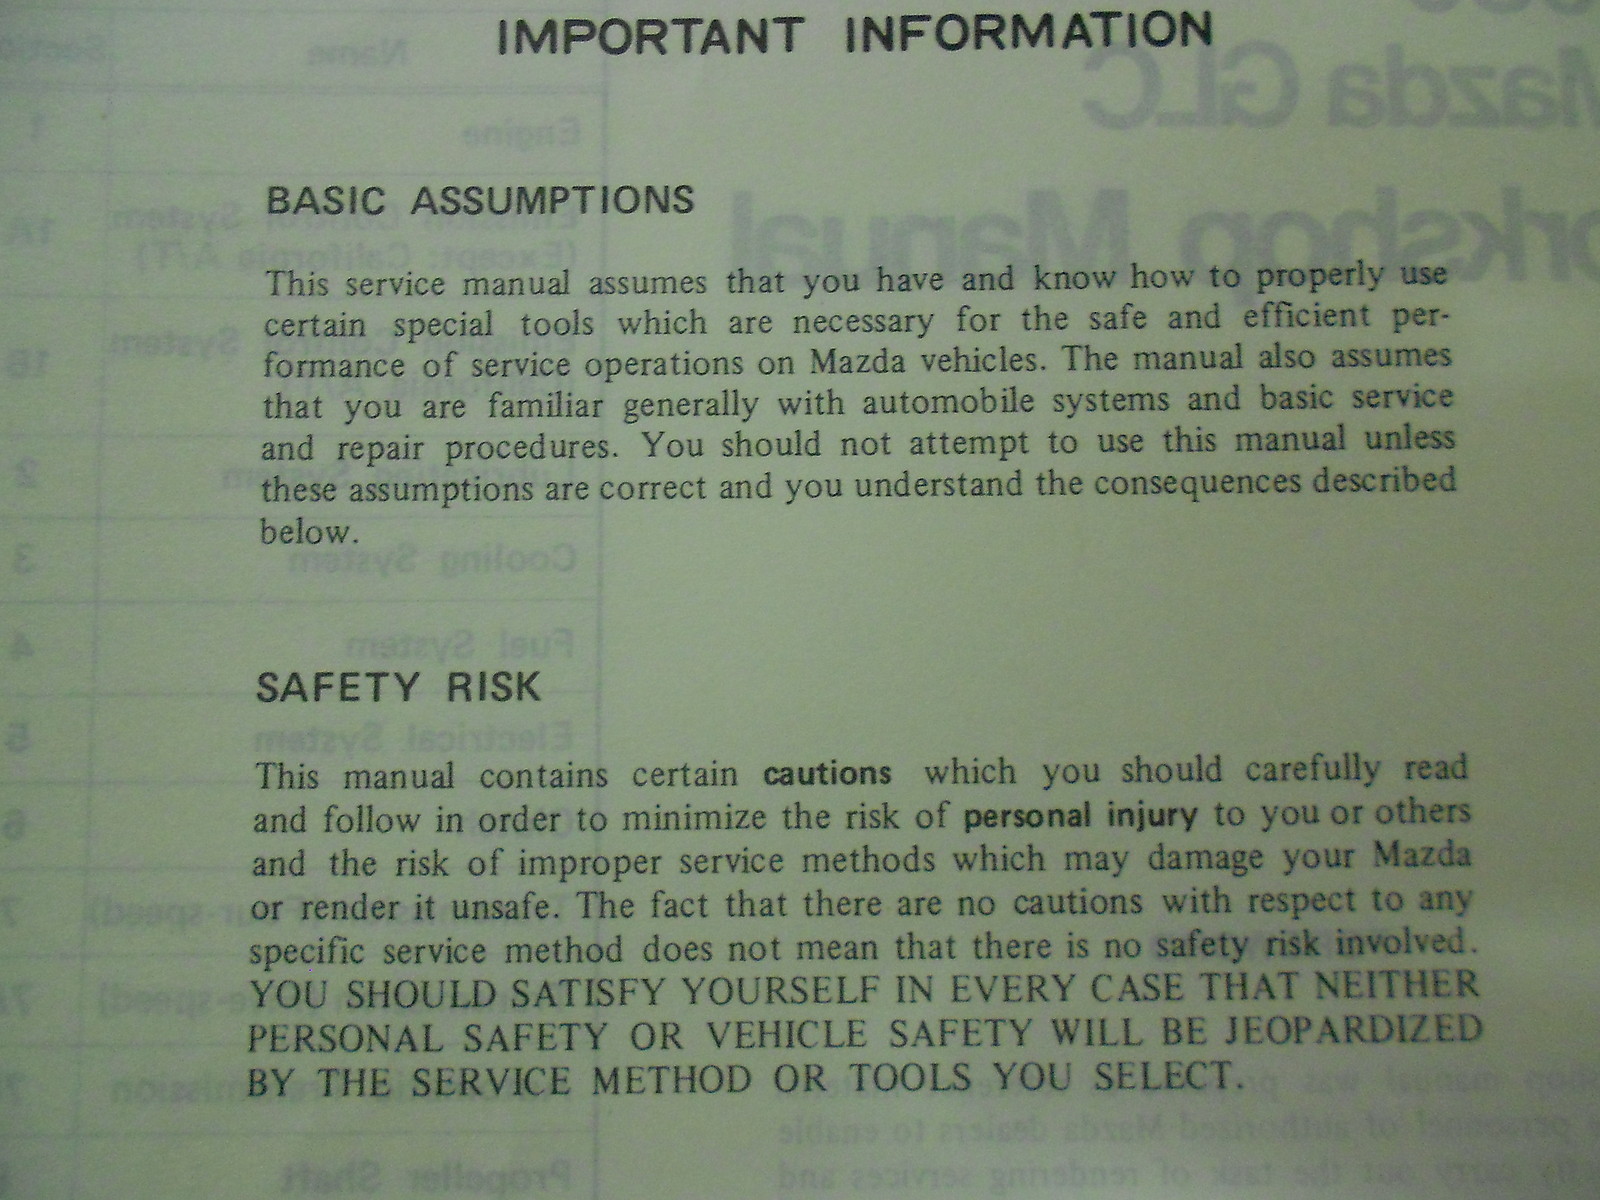 IMPORTANT INFORMATION
BASIC ASSUMPTIONS
This service manual assumes that you have and know how to properly use
certain special tools which are necessary for the safe and efficient per-
formance of service operations on Mazda vehicles. The manual also assumes
that you are familiar generally with automobile systems and basic service
and repair procedures. You should not attempt to use this manual unless
these assumptions are correct and you understand the consequences described
below.
SAFETY RISK
This manual contains certain cautions which you should carefully read
and follow in order to minimize the risk of personal injury to you or others
and the risk of improper service methods which may damage your Mazda
or render it unsafe. The fact that there are no cautions with respect to any
specific service method does not mean that there is no safety risk involved.
YOU SHOULD SATISFY YOURSELF IN EVERY CASE THAT NEITHER
PERSONAL SAFETY OR VEHICLE SAFETY WILL BE JEOPARDIZED
BY THE SERVICE METHOD OR TOOLS YOU SELECT.